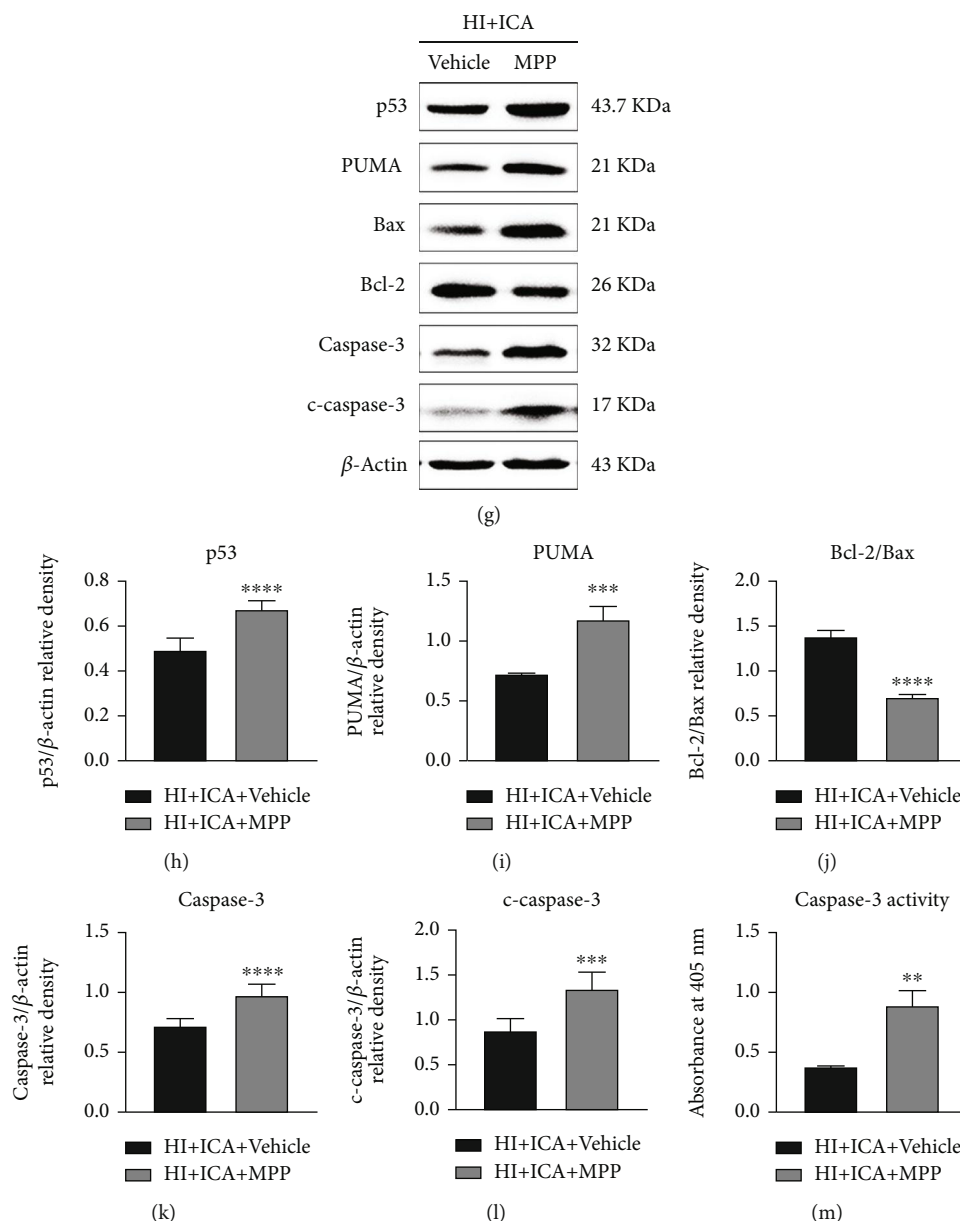 HI+ICA
Vehicle MPP
p53 43.7 KDa
PUMA 21 KDa
Bax 21 KDa
Bcl-2 26 KDa
Caspase-3 32 KDa
c-caspase-3 17 KDa
β-Actin 43 KDa
(g)
p53
p53/β-actin relative density
0.8
0.6
0.4
0.2
0.0
****
HI+ICA+Vehicle
HI+ICA+MPP
(h)
PUMA
PUMA/β-actin
relative density
1.5
1.0
0.5
0.0
***
HI+ICA+Vehicle
HI+ICA+MPP
(i)
Bcl-2/Bax
Bcl-2/Bax relative density
2.0
1.5
1.0
0.5
0.0
****
HI+ICA+Vehicle
HI+ICA+MPP
(j)
Caspase-3
Caspase-3/β-actin
relative density
1.5
1.0
0.5
0.0
****
HI+ICA+Vehicle
HI+ICA+MPP
(k)
c-caspase-3
c-caspase-3/β-actin
relative density
2.0
1.5
1.0
0.5
0.0
***
HI+ICA+Vehicle
HI+ICA+MPP
(l)
Caspase-3 activity
Absorbance at 405 nm
1.5
1.0
0.5
0.0
**
HI+ICA+Vehicle
HI+ICA+MPP
(m)